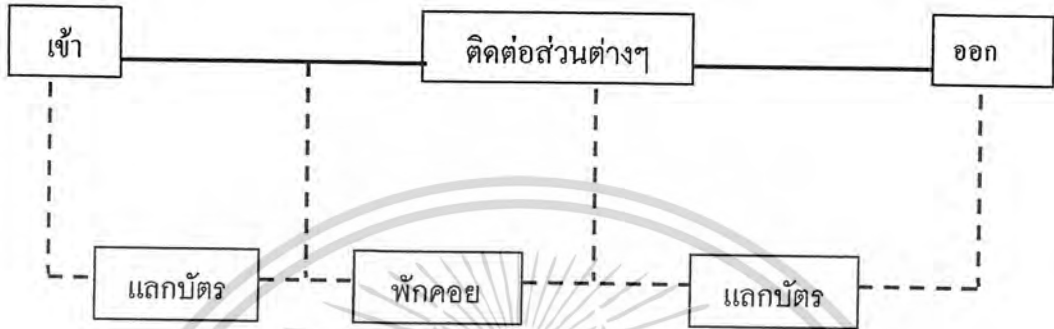 เข้า
ติดต่อส่วนต่างๆ
ออก
แลกบัตร
พักคอย
แลกบัตร